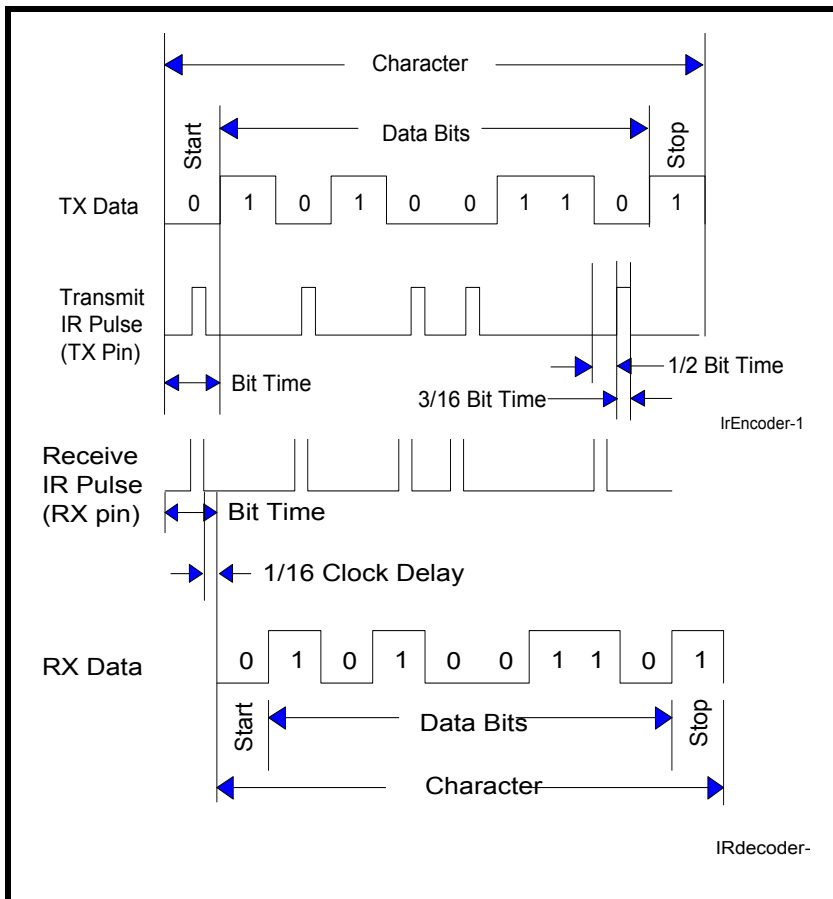 Character
Start
Data Bits
Stop
TX Data
0 1 0 1 0 0 1 1 0 1
Transmit
IR Pulse
(TX Pin)
Bit Time
1/2 Bit Time
3/16 Bit Time
IrEncoder-1
Receive
IR Pulse
(RX pin)
Bit Time
1/16 Clock Delay
RX Data
0 1 0 1 0 0 1 1 0 1
Start
Data Bits
Stop
Character
IRdecoder-